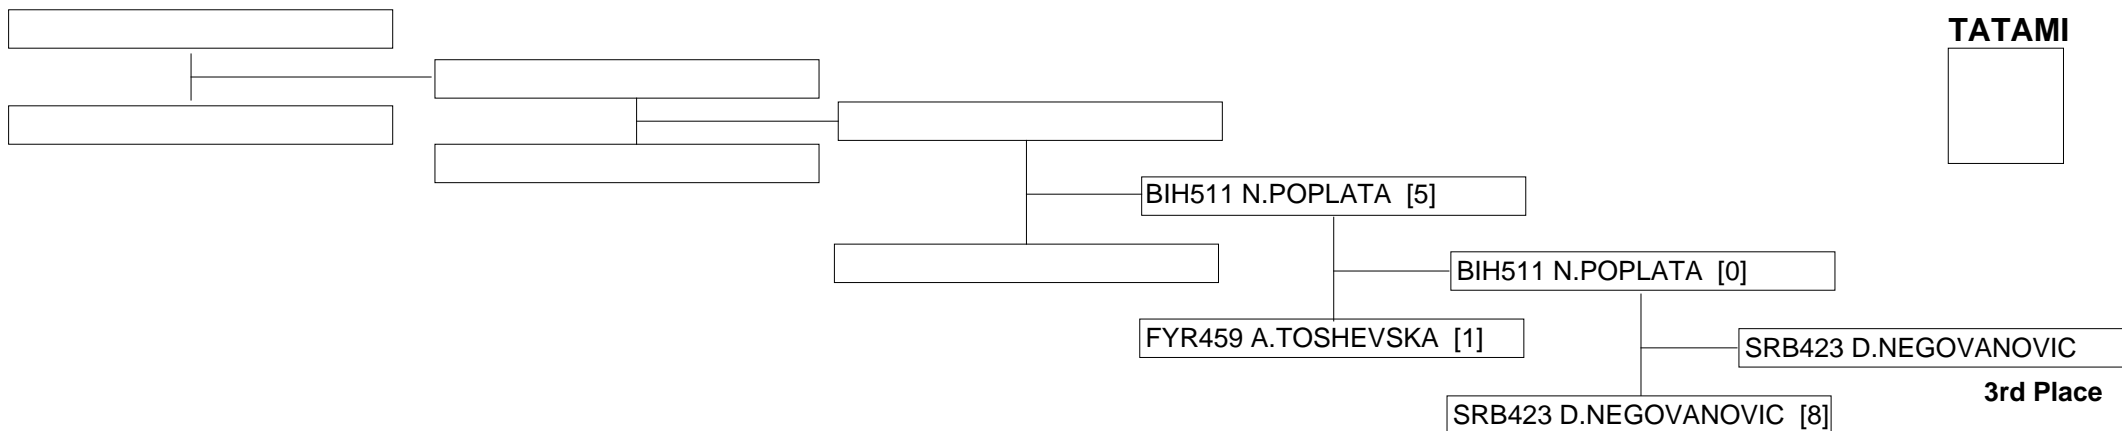 TATAMI
BIH511 N.POPLATA [5]
BIH511 N.POPLATA [0]
FYR459 A.TOSHEVSKA [1]
SRB423 D.NEGOVANOVIC
3rd Place
SRB423 D.NEGOVANOVIC [8]